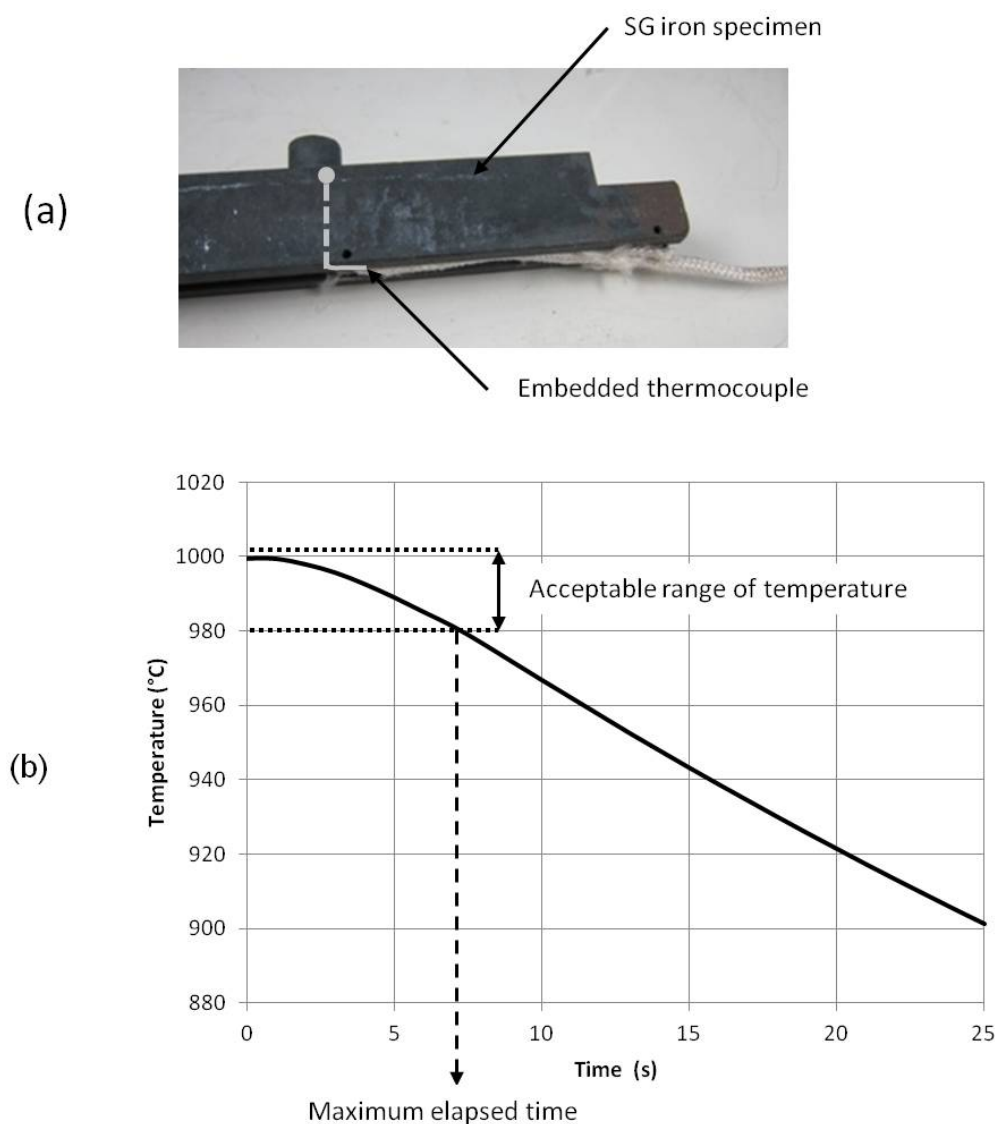 SG iron specimen
(a)
Embedded thermocouple
1020
1000
980
960
940
920
900
880
Temperature (°C)
Acceptable range of temperature
(b)
0 5 10 15 20 25
Time (s)
Maximum elapsed time